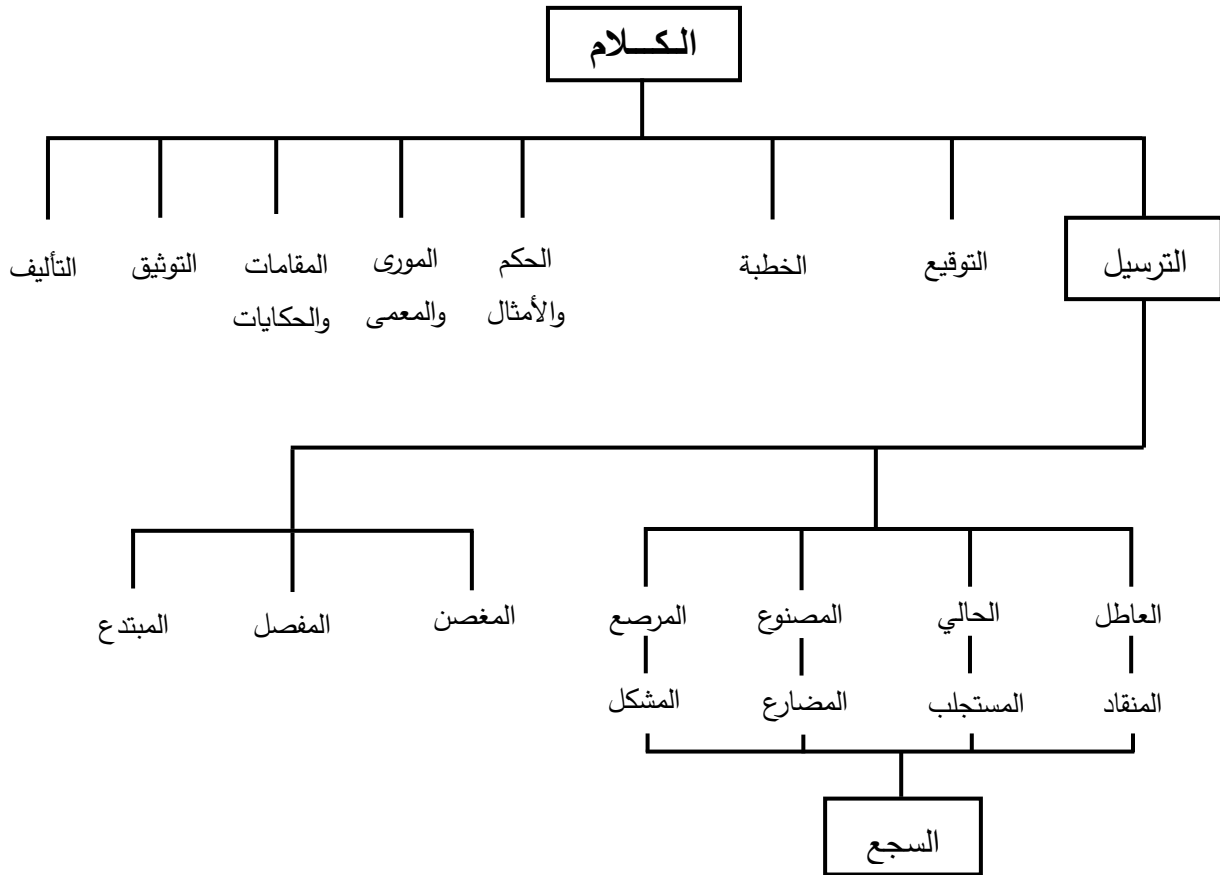 الكلام
الترسيل
التوقيع
الخطبة
الحكم
والأمثال
المورى
والمعمى
المقامات
والحكايات
التوثيق
التأليف
العاطل
الحالي
المصنوع
المرصع
المغصن
المفصل
المبتدع
المنقاد
المستجلب
المضارع
المشكل
السجع